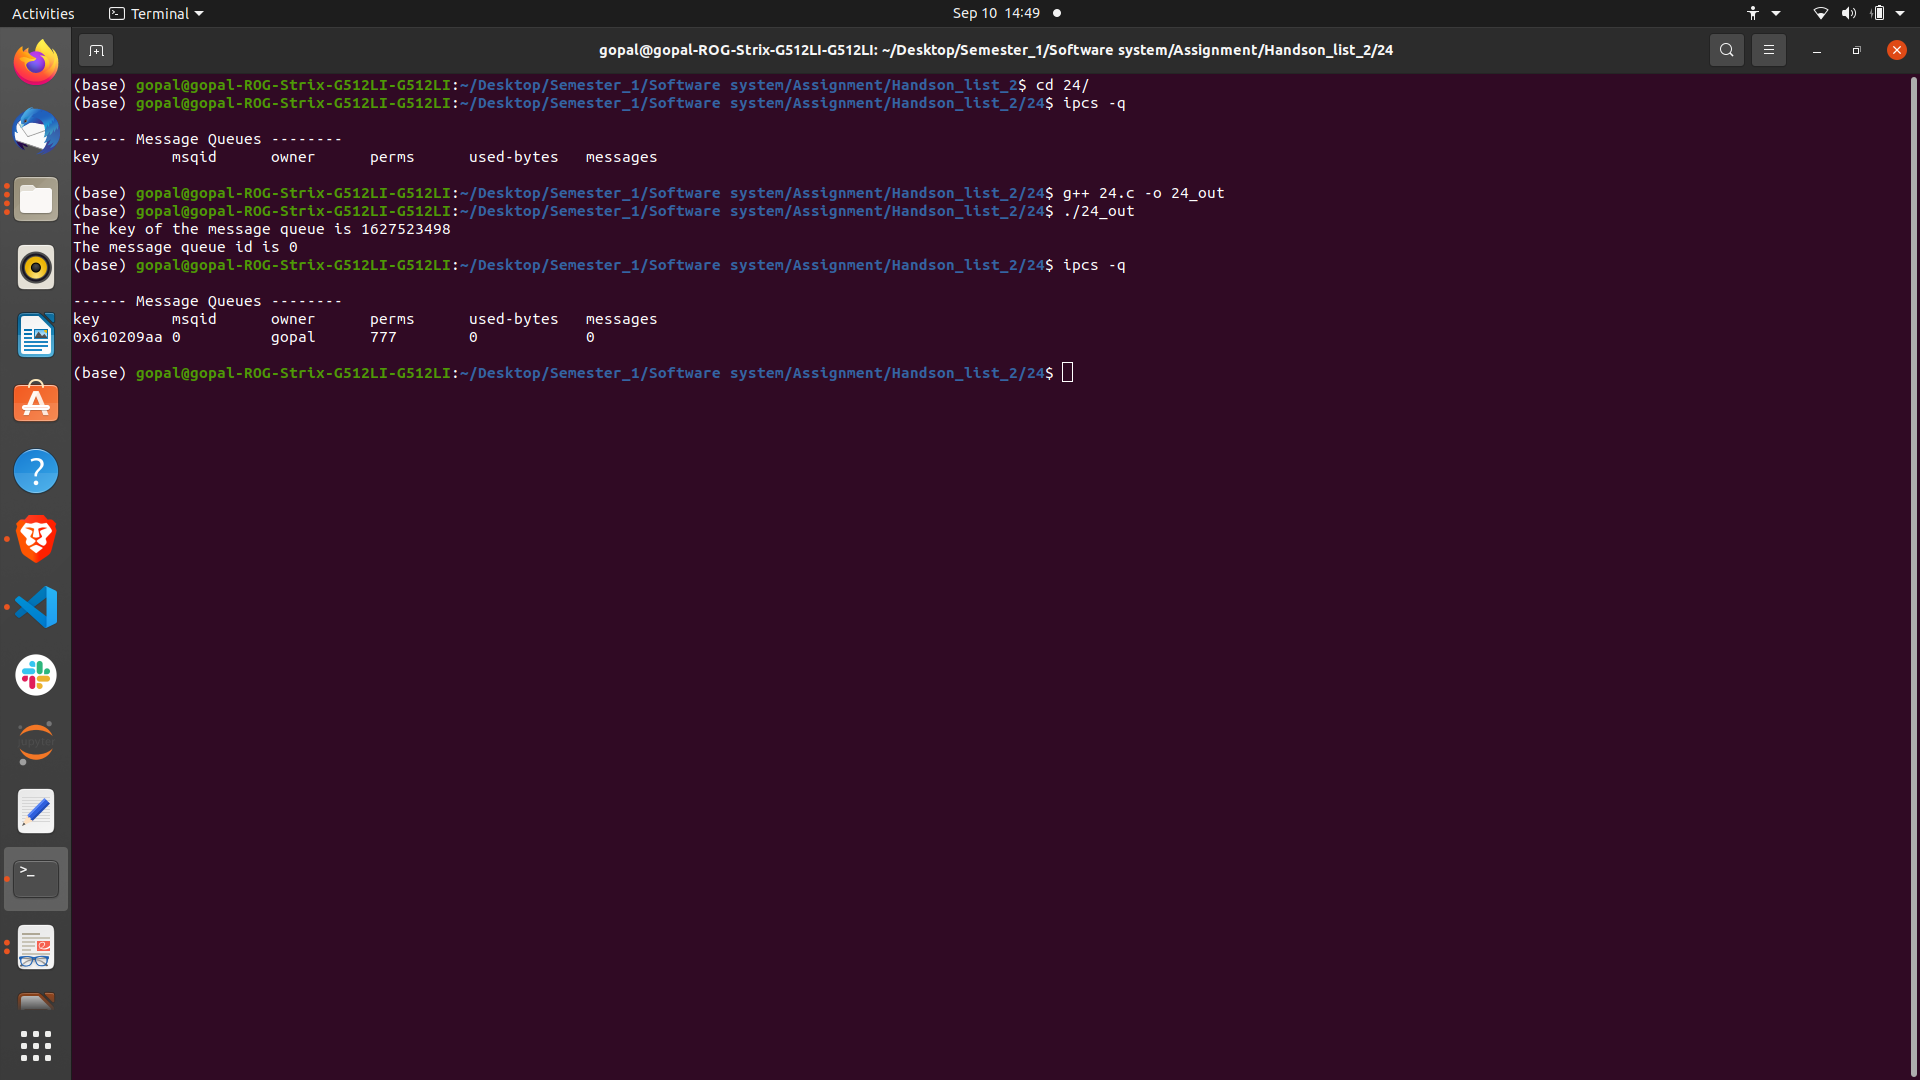 Activities Terminal Sep 10 14:49
gopal@gopal-ROG-Strix-G512LI-G512LI: ~/Desktop/Semester_1/Software system/Assignment/Handson_list_2/24
(base) gopal@gopal-ROG-Strix-G512LI-G512LI:~/Desktop/Semester_1/Software system/Assignment/Handson_list_2$ cd 24/
(base) gopal@gopal-ROG-Strix-G512LI-G512LI:~/Desktop/Semester_1/Software system/Assignment/Handson_list_2/24$ ipcs -q
------ Message Queues --------
key msqid owner perms used-bytes messages
(base) gopal@gopal-ROG-Strix-G512LI-G512LI:~/Desktop/Semester_1/Software system/Assignment/Handson_list_2/24$ g++ 24.c -o 24_out
(base) gopal@gopal-ROG-Strix-G512LI-G512LI:~/Desktop/Semester_1/Software system/Assignment/Handson_list_2/24$ ./24_out
The key of the message queue is 1627523498
The message queue id is 0
(base) gopal@gopal-ROG-Strix-G512LI-G512LI:~/Desktop/Semester_1/Software system/Assignment/Handson_list_2/24$ ipcs -q
------ Message Queues --------
key msqid owner perms used-bytes messages
0x610209aa 0 gopal 777 0 0
(base) gopal@gopal-ROG-Strix-G512LI-G512LI:~/Desktop/Semester_1/Software system/Assignment/Handson_list_2/24$